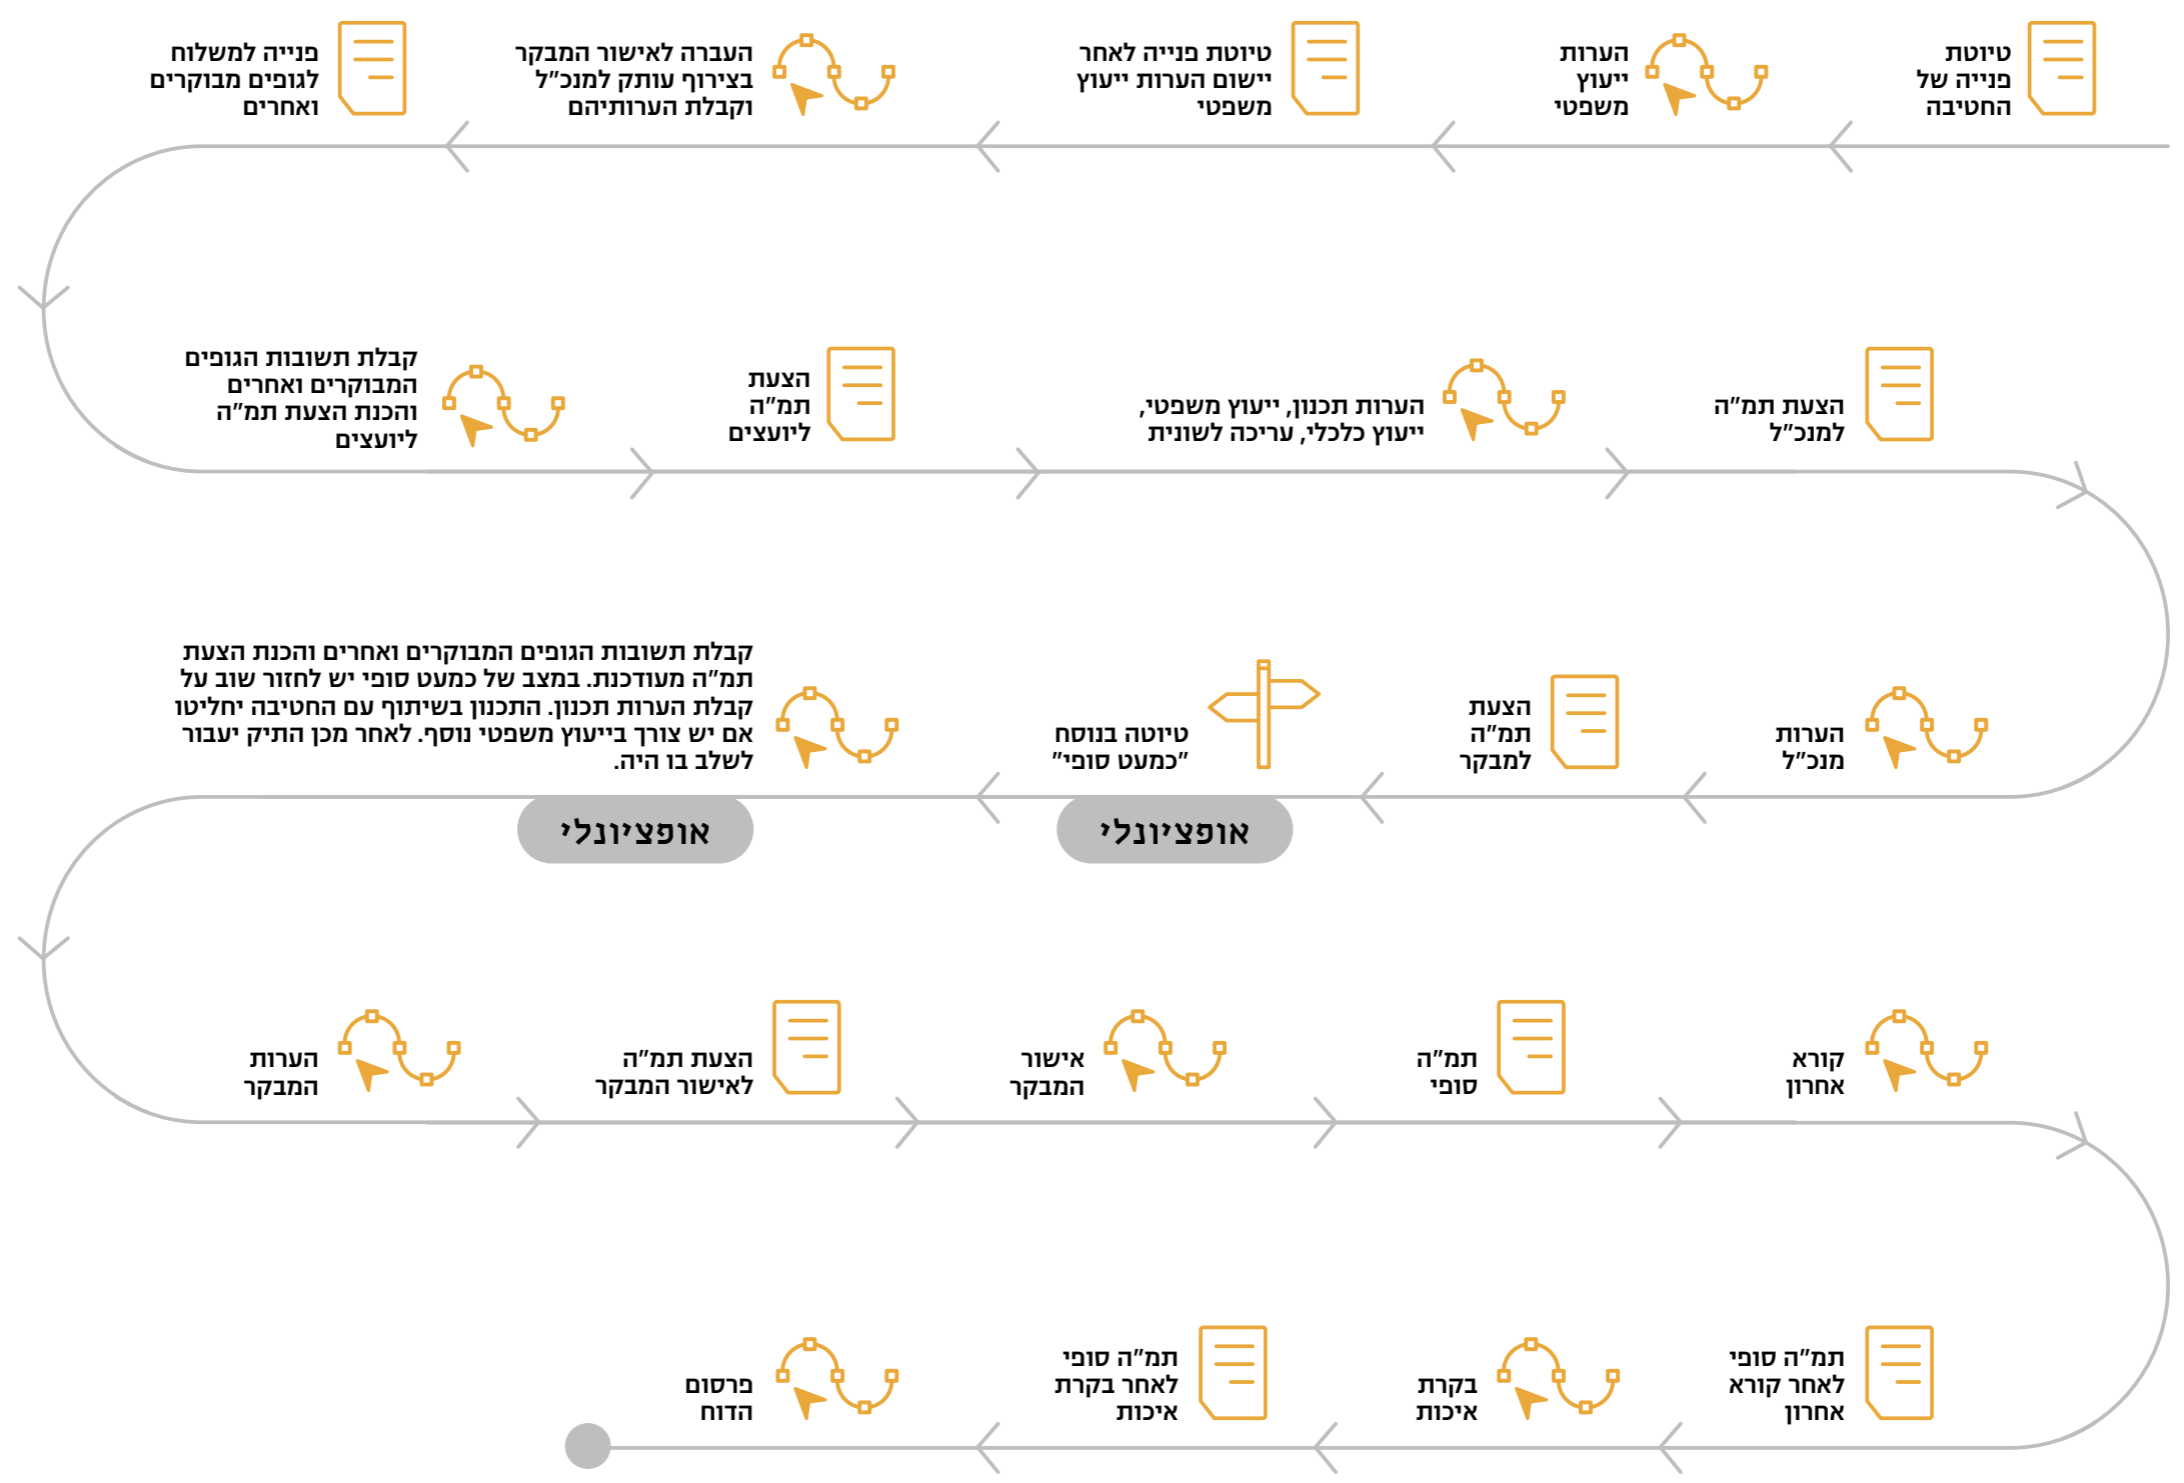 טיוטת
פנייה של
החטיבה
הערות
ייעוץ
משפטי
טיוטת פנייה לאחר
יישום הערות ייעוץ
משפטי
העברה לאישור המבקר
בצירוף עותק למנכ"ל
וקבלת הערותיהם
פנייה למשלוח
לגופים מבוקרים
ואחרים
קבלת תשובות הגופים
המבוקרים ואחרים
והכנת הצעת תמ"ה
ליועצים
הצעת
תמ"ה
ליועצים
הערות תכנון, ייעוץ משפטי,
ייעוץ כלכלי, עריכה לשונית
הצעת תמ"ה
למנכ"ל
הערות
מנכ"ל
הצעת
תמ"ה
למבקר
טיוטה בנוסח
"כמעט סופי"
אופציונלי
קבלת תשובות הגופים המבוקרים ואחרים והכנת הצעת
תמ"ה מעודכנת. במצב של כמעט סופי יש לחזור שוב על
קבלת הערות תכנון. התכנון בשיתוף עם החטיבה יחליטו
אם יש צורך בייעוץ משפטי נוסף. לאחר מכן התיק יעבור
לשלב בו היה.
אופציונלי
הערות
המבקר
הצעת תמ"ה
לאישור המבקר
אישור
המבקר
תמ"ה
סופי
קורא
אחרון
תמ"ה סופי
לאחר קורא
אחרון
בקרת
איכות
תמ"ה סופי
לאחר בקרת
איכות
פרסום
הדוח